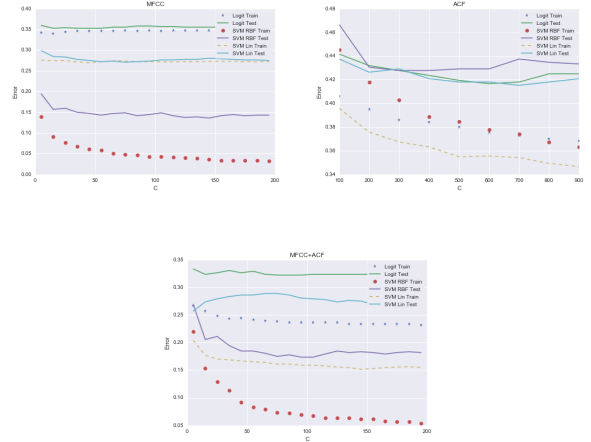 MFCC
Logit Train
Logit Test
SVM RBF Train
SVM RBF Test
SVM Lin Train
SVM Lin Test
0.40
0.35
0.30
0.25
0.20
0.15
0.10
0.05
0.00
Error
0 50 100 150 200
C
ACF
Logit Train
Logit Test
SVM RBF Train
SVM RBF Test
SVM Lin Train
SVM Lin Test
0.48
0.46
0.44
0.42
0.40
0.38
0.36
0.34
Error
100 200 300 400 500 600 700 800 900
C
MFCC+ACF
Logit Train
Logit Test
SVM RBF Train
SVM RBF Test
SVM Lin Train
SVM Lin Test
0.35
0.30
0.25
0.20
0.15
0.10
0.05
Error
0 50 100 150 200
C